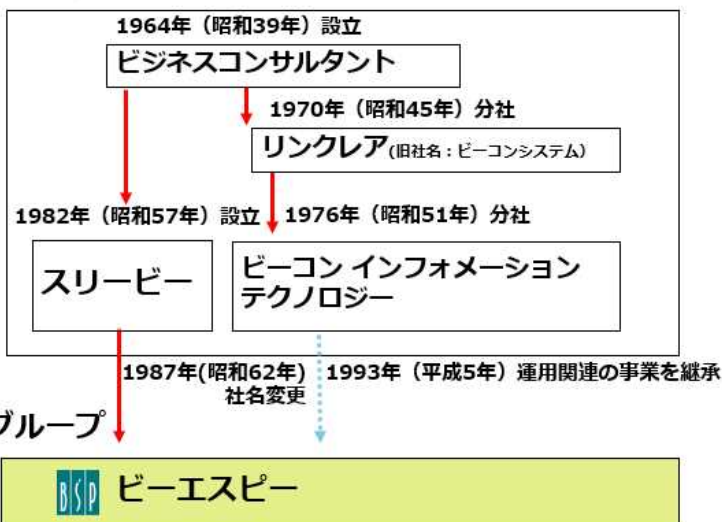 1964年（昭和39年）設立
ビジネスコンサルタント
1970年（昭和45年）分社
リンクレア(旧社名：ビーコンシステム）
1982年（昭和57年）設立
1976年（昭和51年）分社
スリービー
ビーコン インフォメーション
テクノロジー
1987年(昭和62年)
社名変更
1993年（平成5年）運用関連の事業を継承
グループ
BSP ビーエスピー